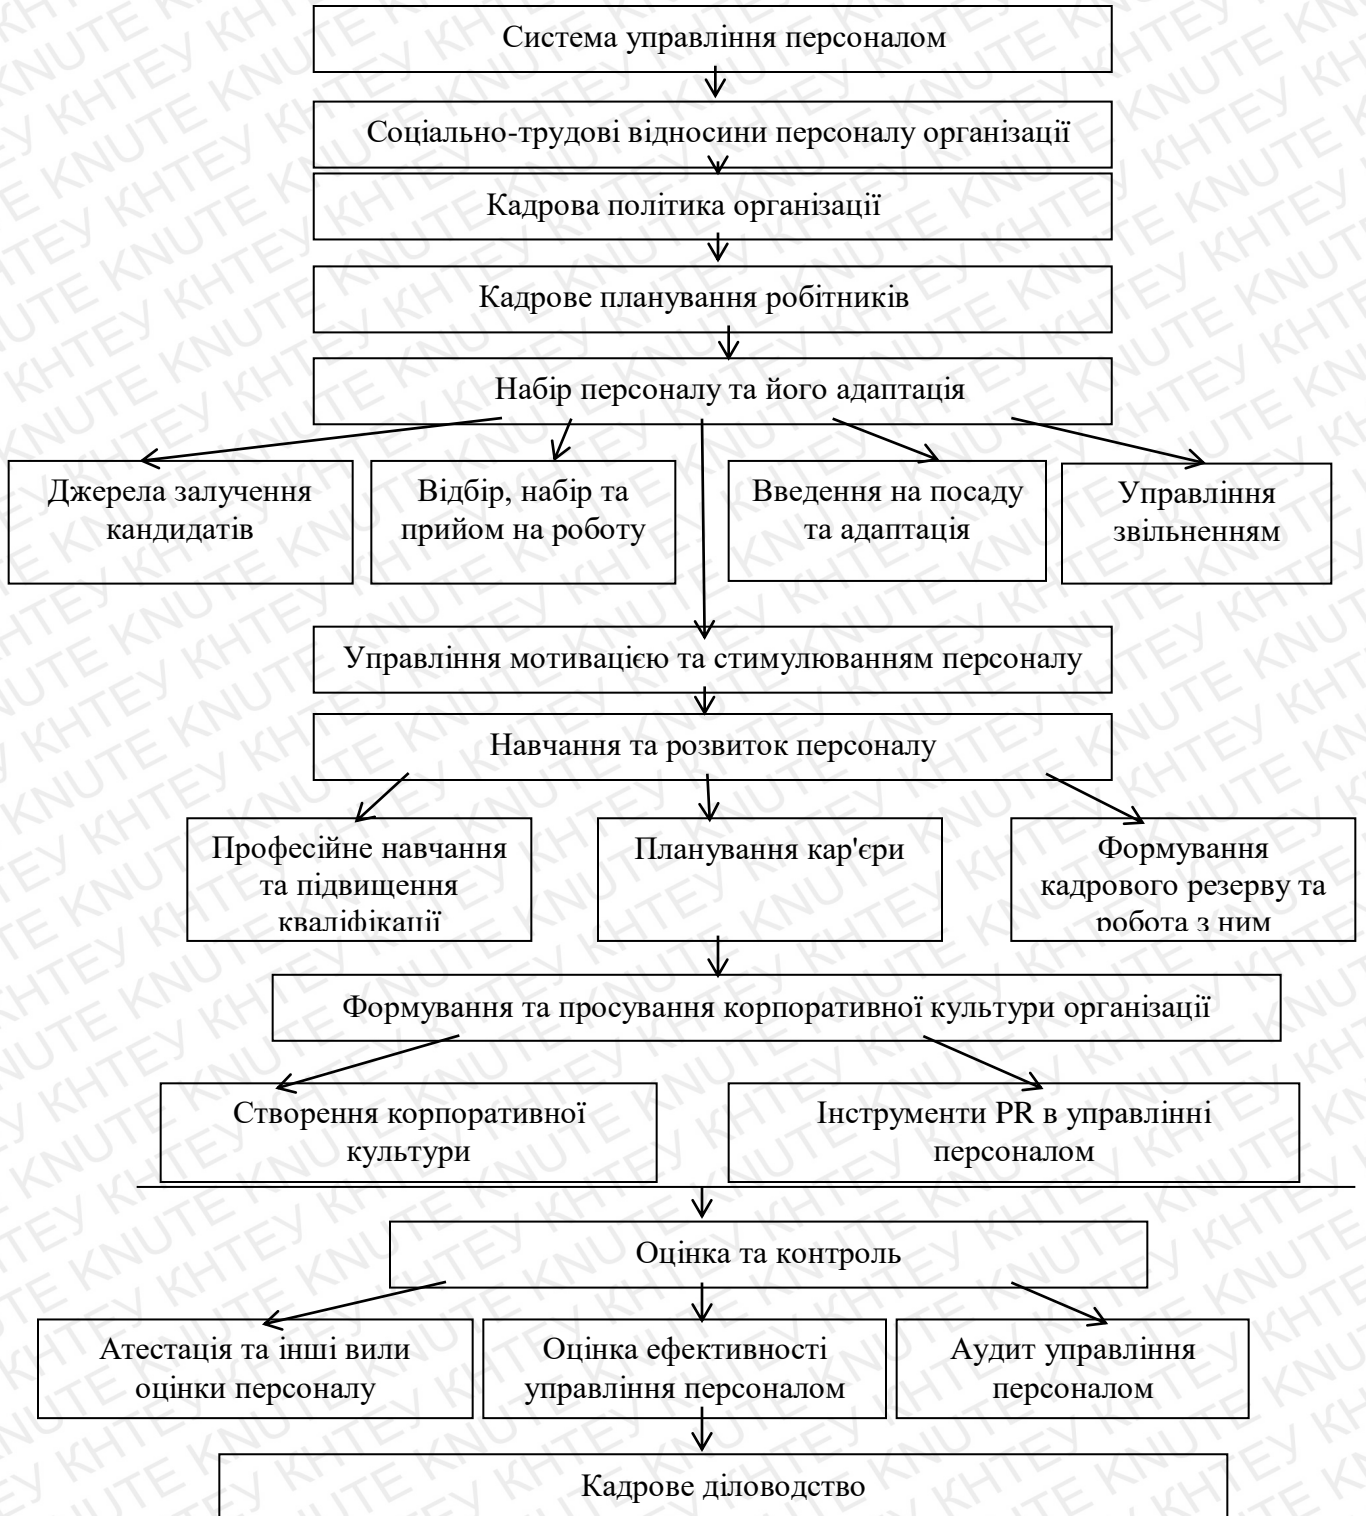 Система управління персоналом
Соціально-трудові відносини персоналу організації
Кадрова політика організації
Кадрове планування робітників
Набір персоналу та його адаптація
Джерела залучення
кандидатів
Відбір, набір та
прийом на роботу
Введення на посаду
та адаптація
Управління
звільненням
Управління мотивацією та стимулюванням персоналу
Навчання та розвиток персоналу
Професійне навчання
та підвищення
кваліфікації
Планування кар'єри
Формування
кадрового резерву та
робота з ним
Формування та просування корпоративної культури організації
Створення корпоративної
культури
Інструменти PR в управлінні
персоналом
Оцінка та контроль
Атестація та інші вили
оцінки персоналу
Оцінка ефективності
управління персоналом
Аудит управління
персоналом
Кадрове діловодство